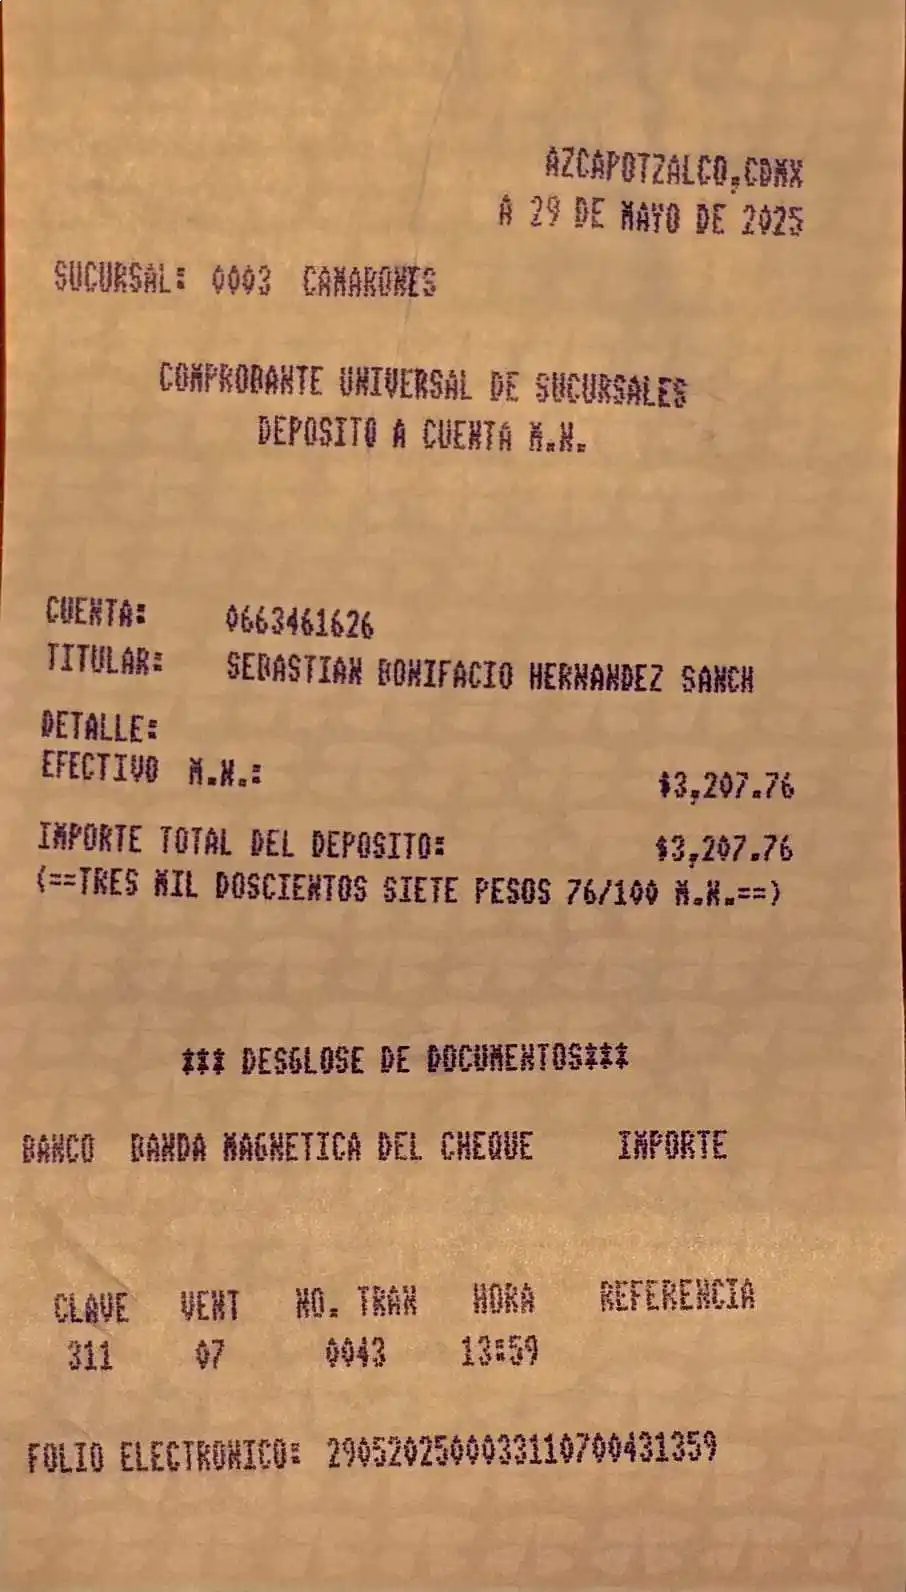 AZCAPOTZALCO,CDMX
A 29 DE MAYO DE 2025
SUCURSAL: 0003 CAMARONES
COMPROBANTE UNIVERSAL DE SUCURSALES
DEPOSITO A CUENTA M.N.
CUENTA: 0663461626
TITULAR: SEBASTIAN BONIFACIO HERNANDEZ SANCH
DETALLE:
EFECTIVO M.N.: $3,207.76
IMPORTE TOTAL DEL DEPOSITO: $3,207.76
(==TRES MIL DOSCIENTOS SIETE PESOS 76/100 M.N.==)
*** DESGLOSE DE DOCUMENTOS***
BANCO BANDA MAGNETICA DEL CHEQUE IMPORTE
CLAVE VENT NO. TRAN HORA REFERENCIA
311 07 0043 13:59
FOLIO ELECTRONICO: 2905202500033110700431359